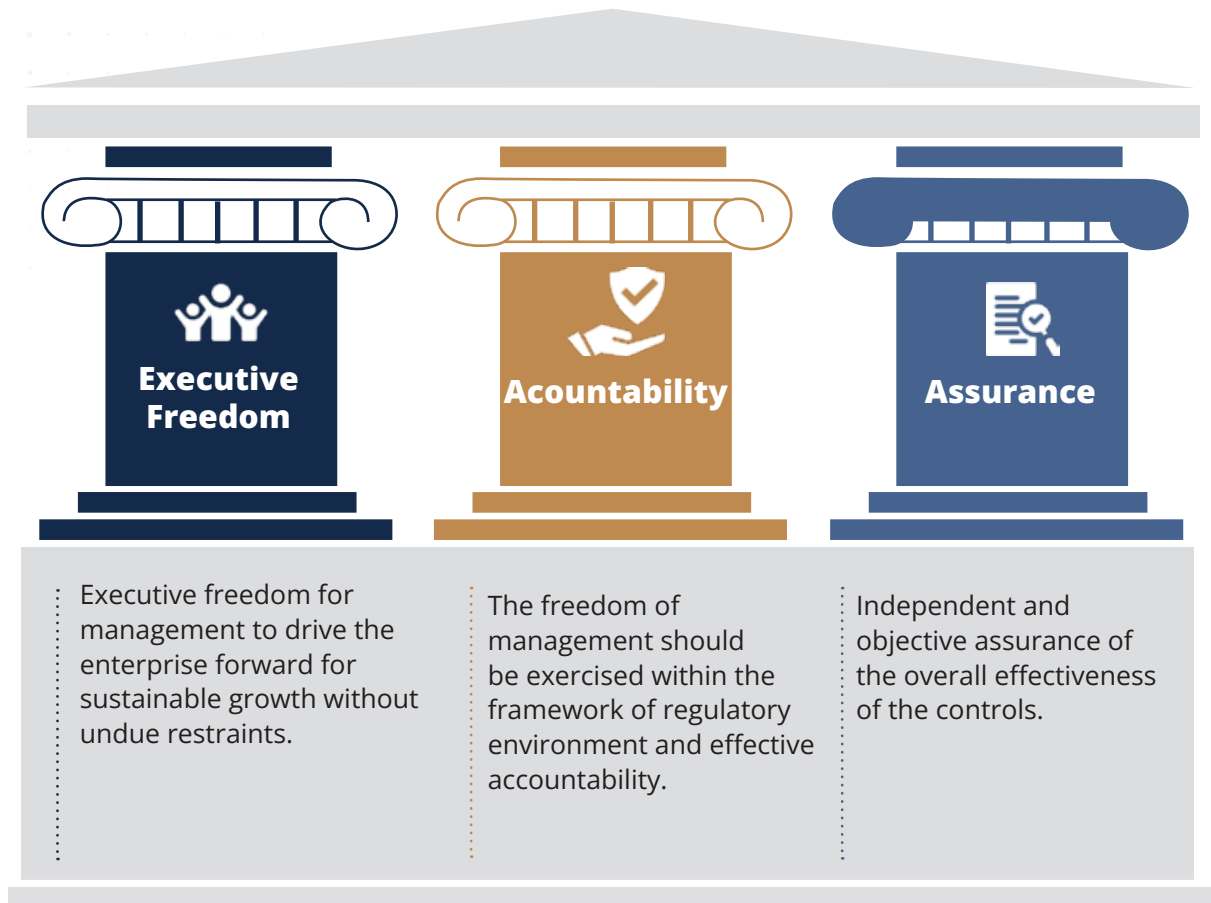 Executive
Freedom
Acountability
Assurance
Executive freedom for
management to drive the
enterprise forward for
sustainable growth without
undue restraints.
The freedom of
management should
be exercised within the
framework of regulatory
environment and effective
accountability.
Independent and
objective assurance of
the overall effectiveness
of the controls.